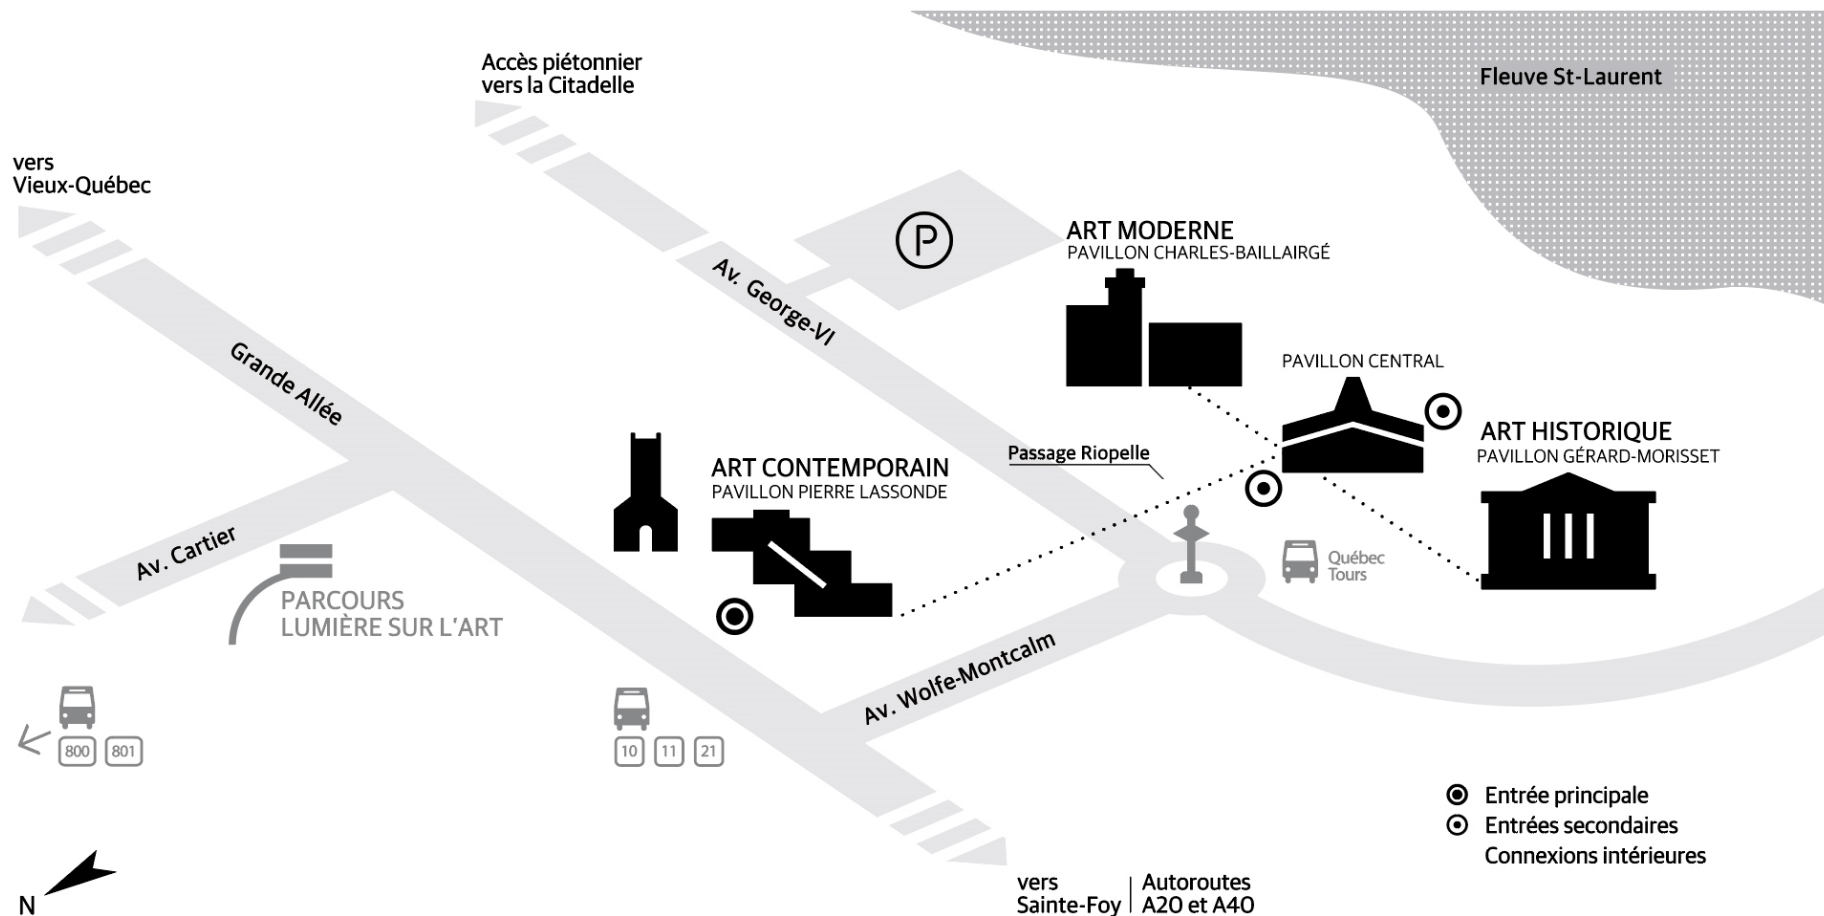 Accès piétonnier
vers la Citadelle
Fleuve St-Laurent
vers
Vieux-Québec
P
ART MODERNE
PAVILLON CHARLES-BAILLAIRGÉ
Av. George-VI
Grande Allée
PAVILLON CENTRAL
ART HISTORIQUE
PAVILLON GÉRARD-MORISSET
Passage Riopelle
ART CONTEMPORAIN
PAVILLON PIERRE LASSONDE
Av. Cartier
Québec
Tours
PARCOURS
LUMIÈRE SUR L'ART
Av. Wolfe-Montcalm
800 801
10 11 21
Entrée principale
Entrées secondaires
Connexions intérieures
N
vers
Sainte-Foy
Autoroutes
A20 et A40